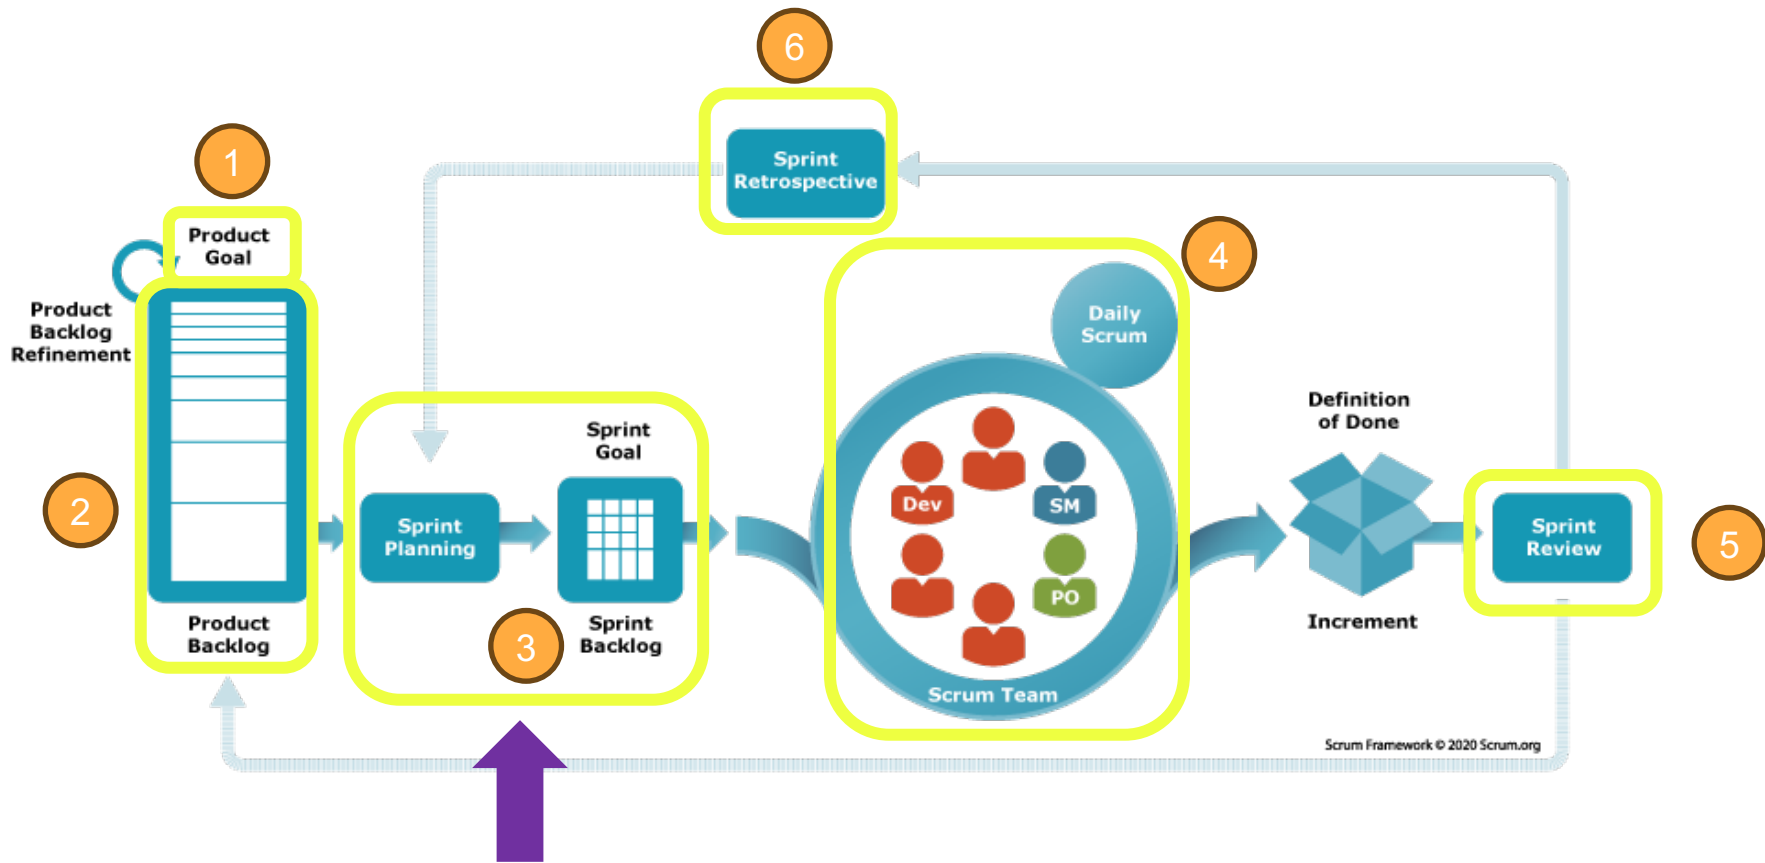 6
Sprint
Retrospective
1
Product
Goal
Product
Backlog
Refinement
2
Product
Backlog
Sprint
Planning
Sprint
Goal
3
Sprint
Backlog
4
Daily
Scrum
Dev
SM
PO
Scrum Team
Definition
of Done
Increment
Sprint
Review
5
Scrum Framework © 2020 Scrum.org